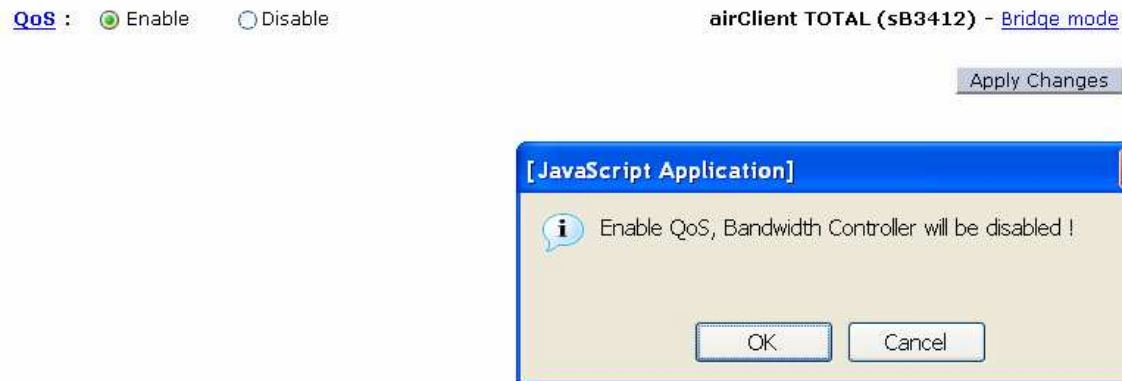 QoS : Enable Disable airClient TOTAL (sB3412) - Bridge mode
Apply Changes
[JavaScript Application]
Enable QoS, Bandwidth Controller will be disabled !
OK Cancel